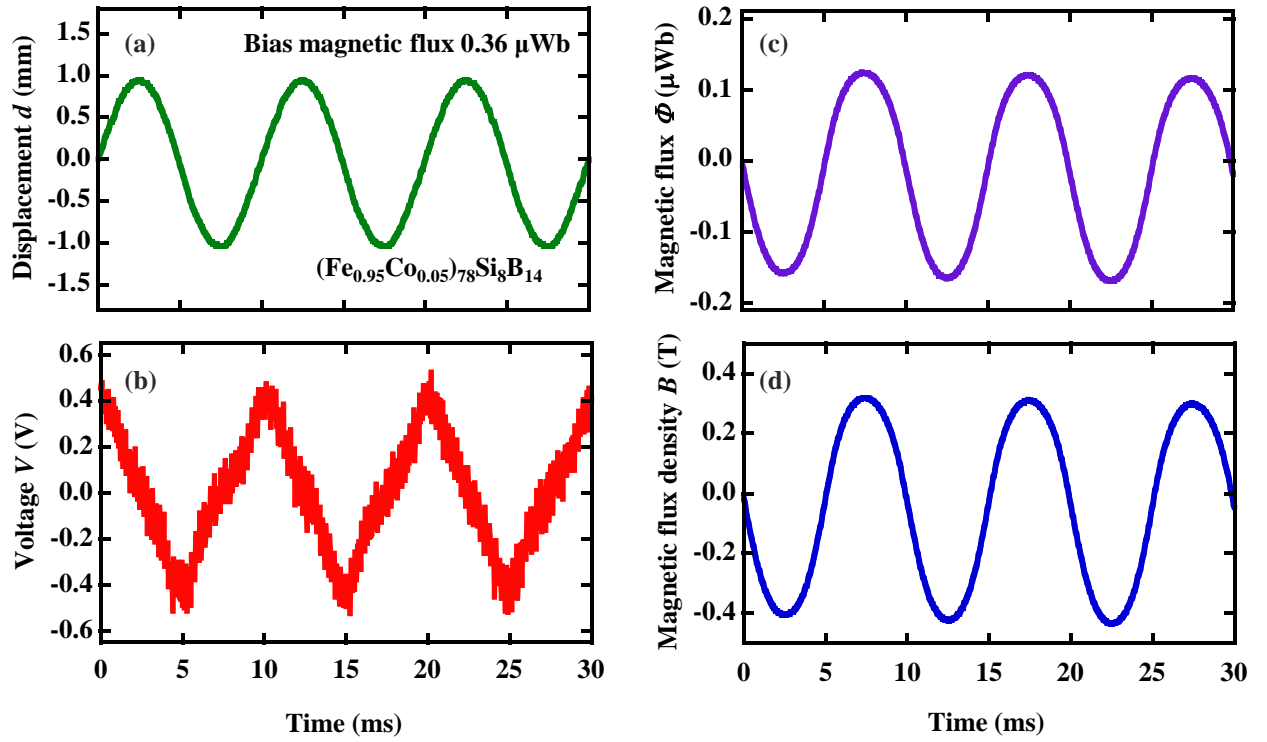 (a)
Bias magnetic flux 0.36 μWb
(Fe0.95Co0.05)78Si8B14
Displacement d (mm)
1.5
1.0
0.5
0.0
-0.5
-1.0
-1.5
(b)
Voltage V (V)
0.6
0.4
0.2
0.0
-0.2
-0.4
-0.6
0 5 10 15 20 25 30
Time (ms)
(c)
Magnetic flux Φ (μWb)
0.2
0.1
0.0
-0.1
-0.2
(d)
Magnetic flux density B (T)
0.4
0.2
0.0
-0.2
-0.4
0 5 10 15 20 25 30
Time (ms)